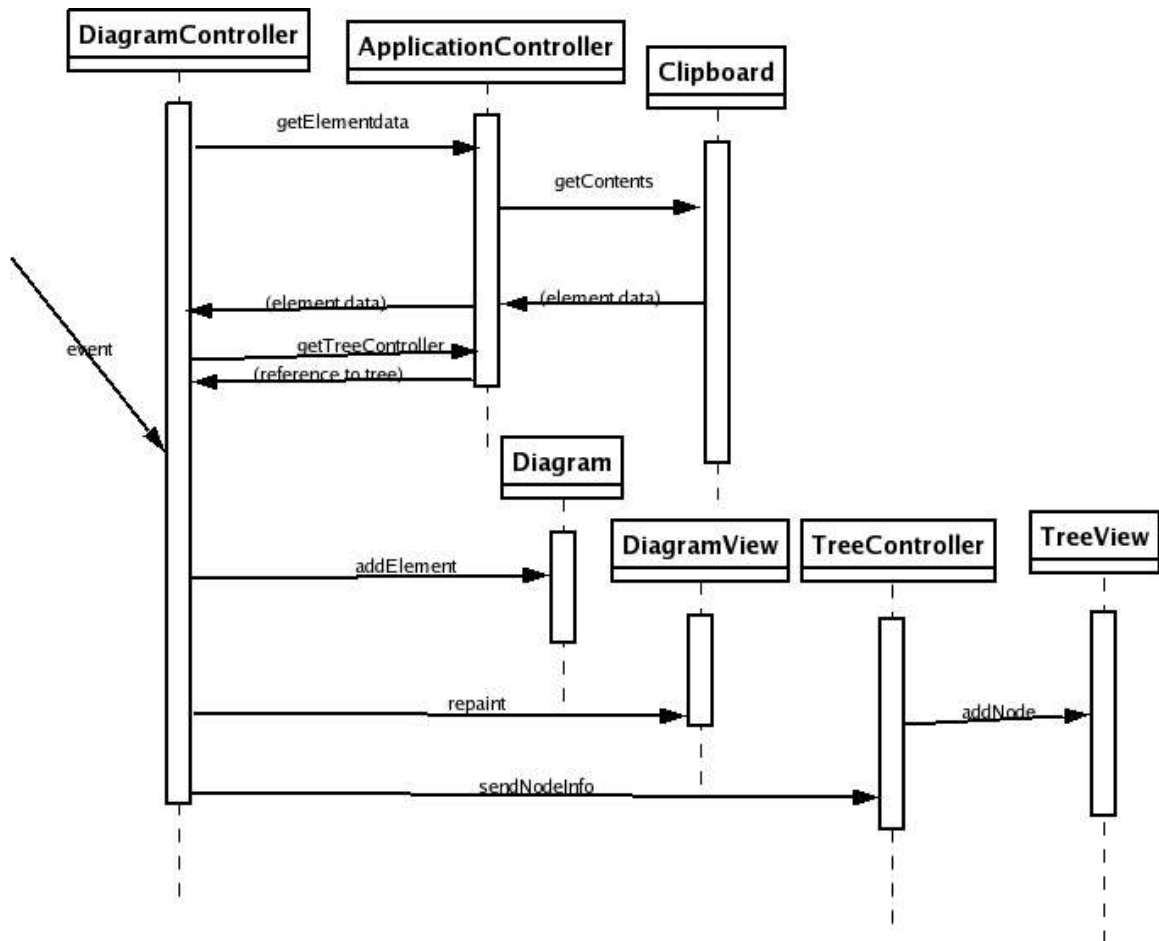 DiagramController
ApplicationController
Clipboard
getElementdata
getContents
(element data)
(element data)
event
getTreeController
(reference to tree)
Diagram
DiagramView
TreeController
TreeView
addElement
repaint
addNode
sendNodeInfo